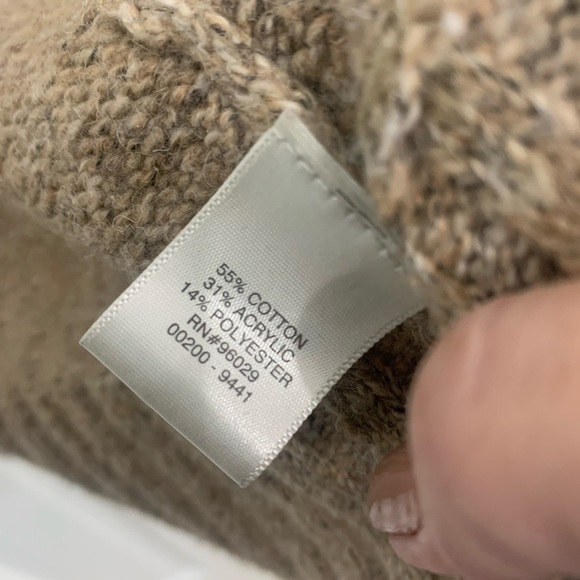 55% COTTON
31% ACRYLIC
14% POLYESTER
RN#96029
00200 - 9441